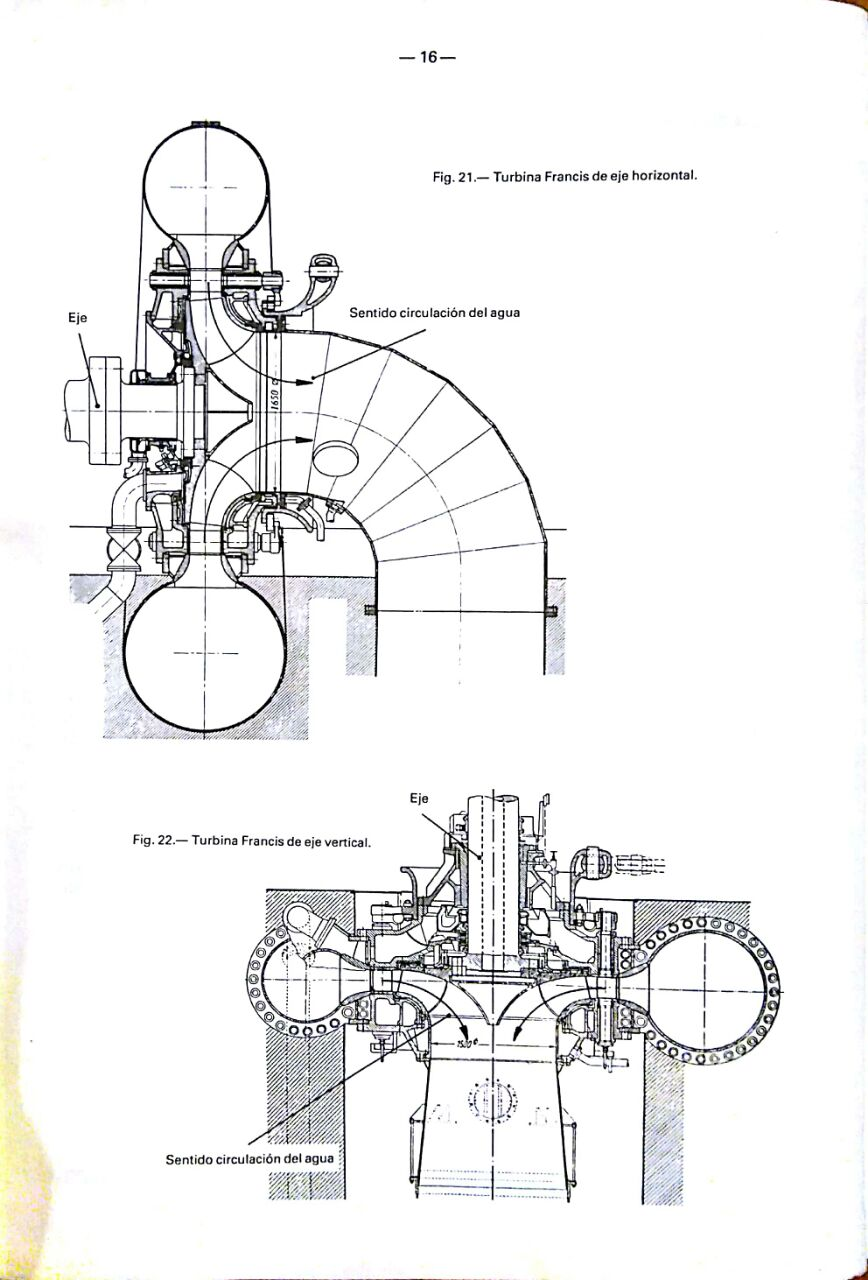 — 16 —
Fig. 21.— Turbina Francis de eje horizontal.
Sentido circulación del agua
Eje
1650 ø
Eje
Fig. 22.— Turbina Francis de eje vertical.
Sentido circulación del agua